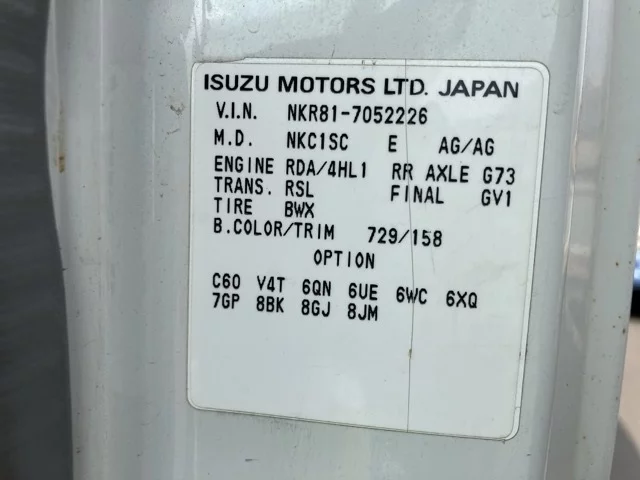 ISUZU MOTORS LTD. JAPAN
V.I.N. NKR81-7052226
M.D. NKC1SC E AG/AG
ENGINE RDA/4HL1 RR AXLE G73
TRANS. RSL FINAL GV1
TIRE BWX
B.COLOR/TRIM 729/158
OPTION
C60 V4T 6QN 6UE 6WC 6XQ
7GP 8BK 8GJ 8JM